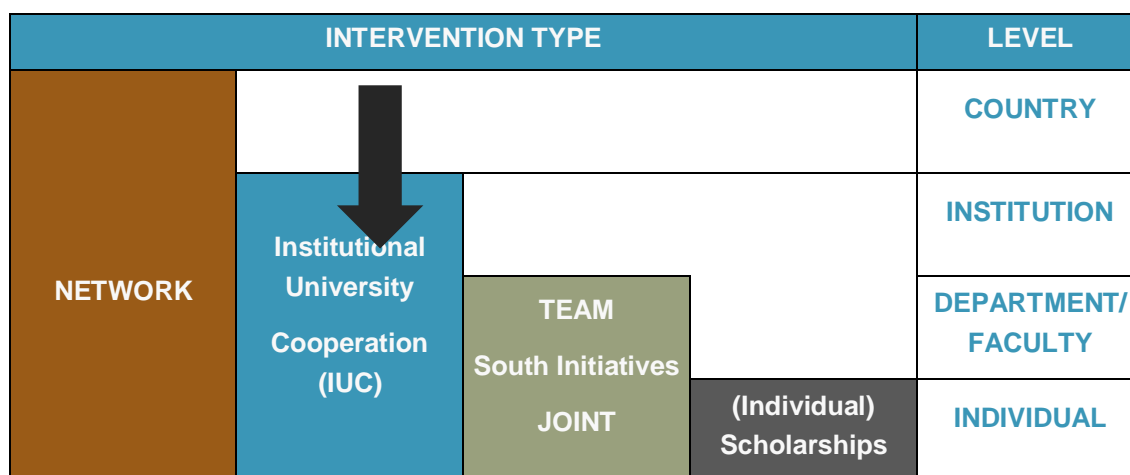 INTERVENTION TYPE
LEVEL
COUNTRY
INSTITUTION
DEPARTMENT/
FACULTY
INDIVIDUAL
NETWORK
Institutional
University
Cooperation
(IUC)
TEAM
South Initiatives
JOINT
(Individual)
Scholarships